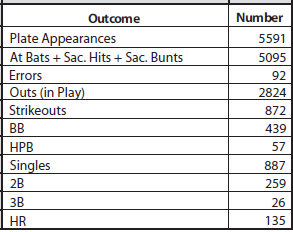 Outcome Number
Plate Appearances 5591
At Bats + Sac. Hits + Sac. Bunts 5095
Errors 92
Outs (in Play) 2824
Strikeouts 872
BB 439
HPB 57
Singles 887
2B 259
3B 26
HR 135